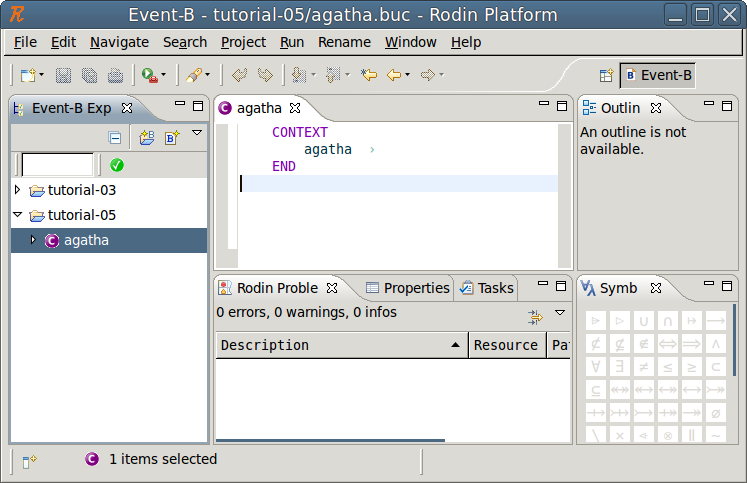 Event-B - tutorial-05/agatha.buc - Rodin Platform
File Edit Navigate Search Project Run Rename Window Help
Event-B
Event-B Exp
agatha
Outlin
CONTEXT
agatha ›
END
An outline is not
available.
tutorial-03
tutorial-05
agatha
Rodin Proble
Properties
Tasks
Symb
0 errors, 0 warnings, 0 infos
Description Resource Pat
1 items selected